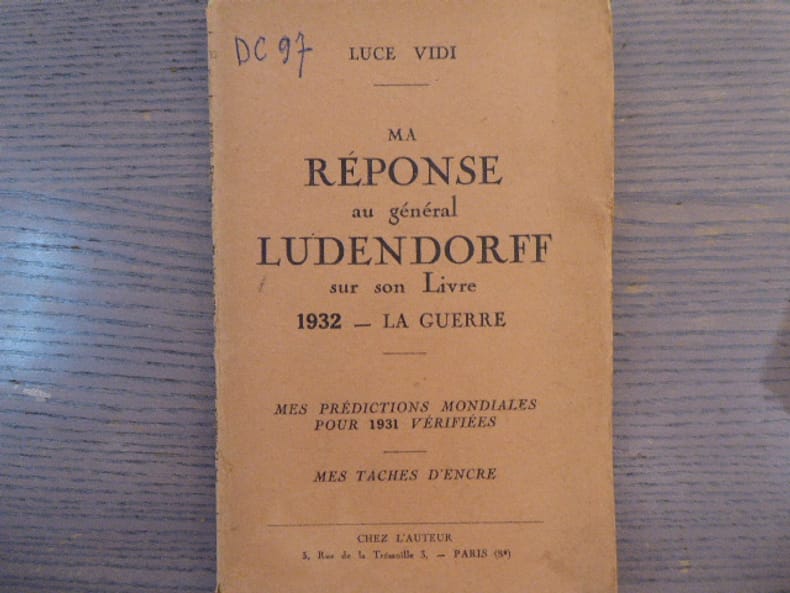 DC 97
LUCE VIDI
MA
RÉPONSE
au général
LUDENDORFF
sur son Livre
1932 — LA GUERRE
MES PRÉDICTIONS MONDIALES
POUR 1931 VÉRIFIÉES
MES TACHES D'ENCRE
CHEZ L'AUTEUR
5, Rue de la Trémoille 5, — PARIS (8e)